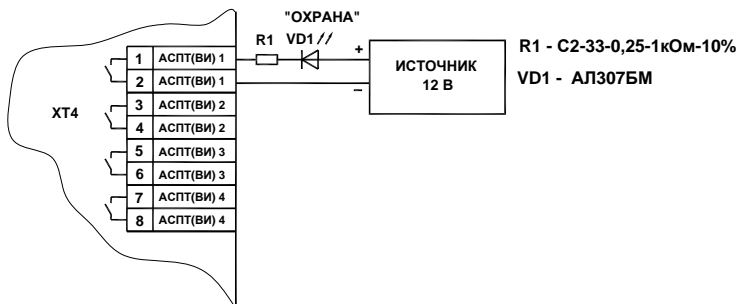 "ОХРАНА"
R1 VD1
+
–
ИСТОЧНИК
12 В
R1 - С2-33-0,25-1кОм-10%
VD1 - АЛ307БМ
ХТ4
1 АСПТ(ВИ) 1
2 АСПТ(ВИ) 1
3 АСПТ(ВИ) 2
4 АСПТ(ВИ) 2
5 АСПТ(ВИ) 3
6 АСПТ(ВИ) 3
7 АСПТ(ВИ) 4
8 АСПТ(ВИ) 4